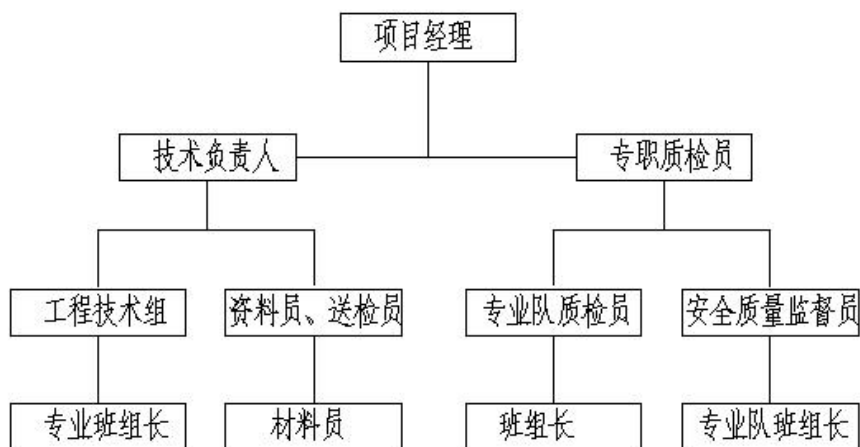 项目经理
技术负责人
专职质检员
工程技术组
资料员、送检员
专业队质检员
安全质量监督员
专业班组长
材料员
班组长
专业队班组长